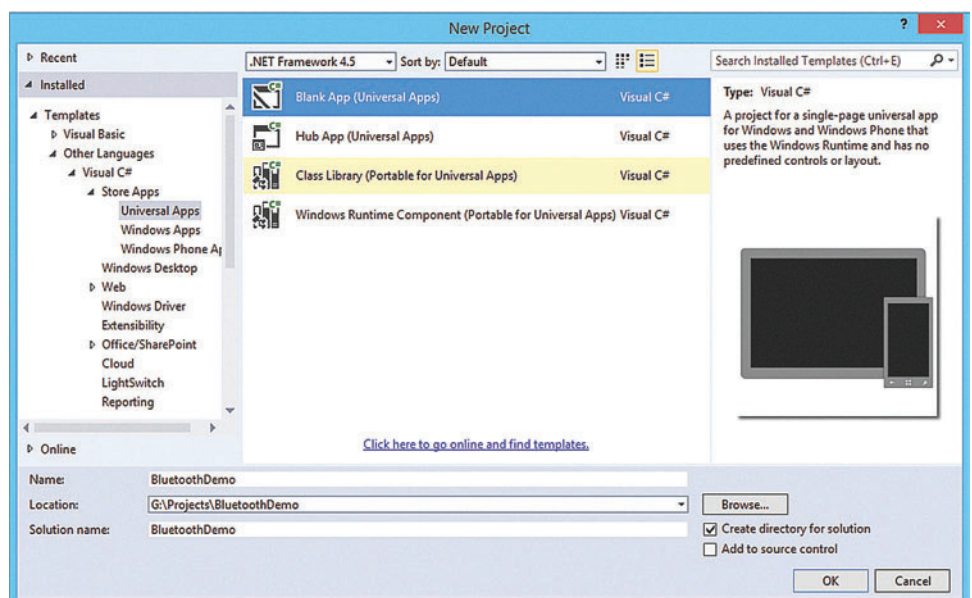 New Project
?
Recent
Installed
Templates
Visual Basic
Other Languages
Visual C#
Store Apps
Universal Apps
Windows Apps
Windows Phone Ap
Windows Desktop
Web
Windows Driver
Extensibility
Office/SharePoint
Cloud
LightSwitch
Reporting
Online
.NET Framework 4.5 Sort by: Default
Blank App (Universal Apps) Visual C#
Hub App (Universal Apps) Visual C#
Class Library (Portable for Universal Apps) Visual C#
Windows Runtime Component (Portable for Universal Apps) Visual C#
Click here to go online and find templates.
Search Installed Templates (Ctrl+E)
Type: Visual C#
A project for a single-page universal app
for Windows and Windows Phone that
uses the Windows Runtime and has no
predefined controls or layout.
Name: BluetoothDemo
Location: G:\Projects\BluetoothDemo Browse...
Solution name: BluetoothDemo
Create directory for solution
Add to source control
OK Cancel